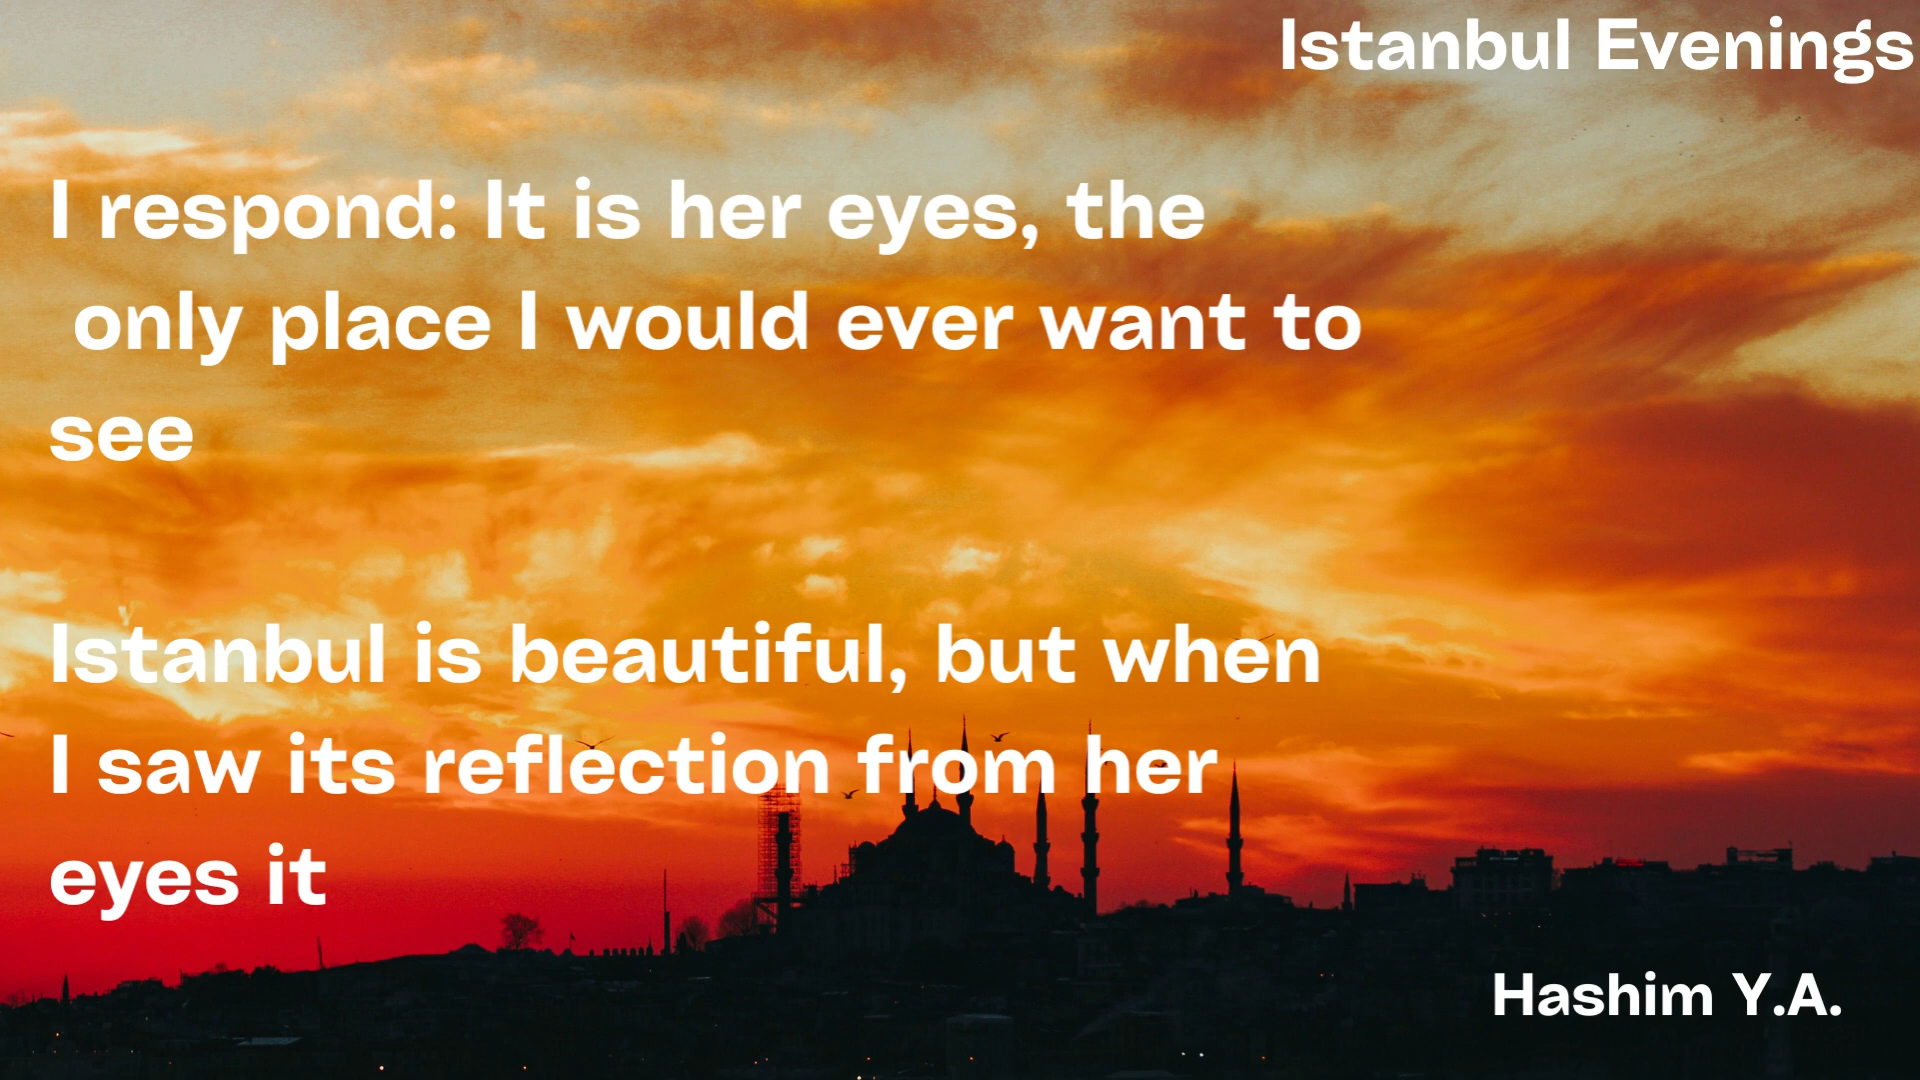 Istanbul Evenings
I respond: It is her eyes, the
only place I would ever want to
see
Istanbul is beautiful, but when
I saw its reflection from her
eyes it
Hashim Y.A.